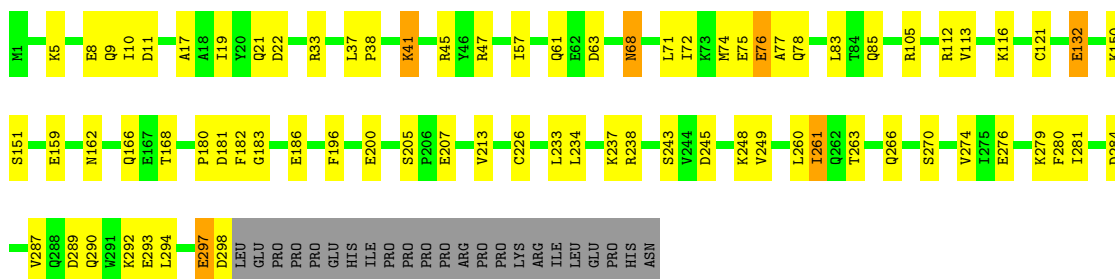 M1 K5 E8 Q9 I10 D11 A17 A18 I19 Y20 Q21 D22 R33 L37 P38 K41 R45 Y46 R47 I57 Q61 E62 D63 N68 L71 I72 K73 M74 E75 E76 A77 Q78 L83 T84 Q85 R105 R112 V113 K116 C121 E132 K150
S151 E159 N162 Q166 E167 T168 P180 D181 F182 G183 E186 F196 E200 S205 P206 E207 V213 C226 L233 L234 K237 R238 S243 V244 D245 K248 V249 L260 I261 Q262 T263 Q266 S270 V274 I275 E276 K279 F280 I281 D284
V287 Q288 D289 Q290 W291 K292 E293 L294 E297 D298 LEU GLU PRO PRO PRO GLU HIS ILE PRO PRO PRO PRO ARG PRO PRO LYS ARG ILE LEU GLU PRO HIS ASN